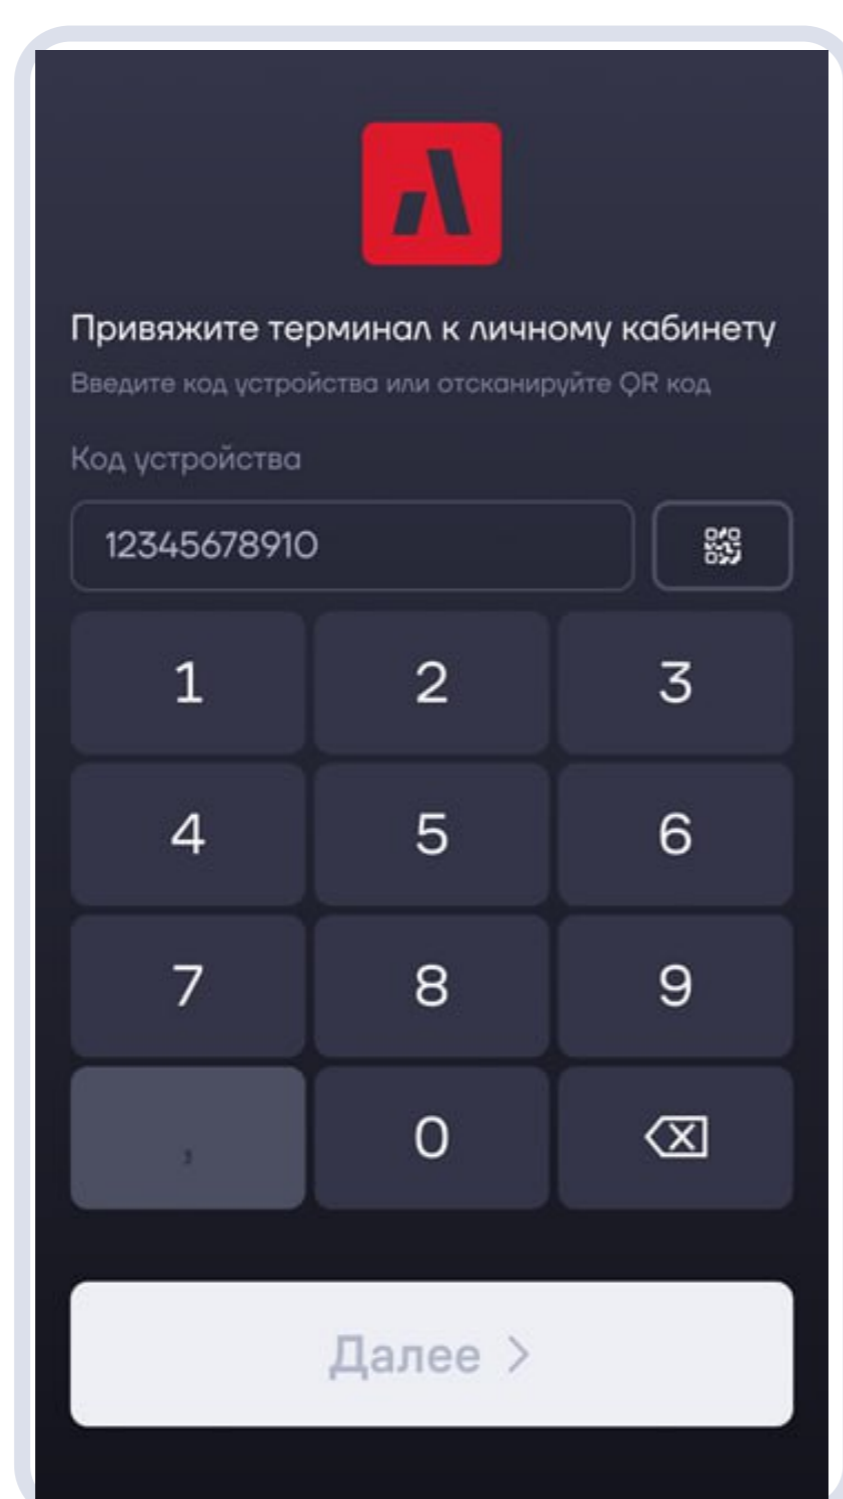 Привяжите терминал к личному кабинету
Введите код устройства или отсканируйте QR код
Код устройства
12345678910
1 2 3
4 5 6
7 8 9
, 0
Далее >